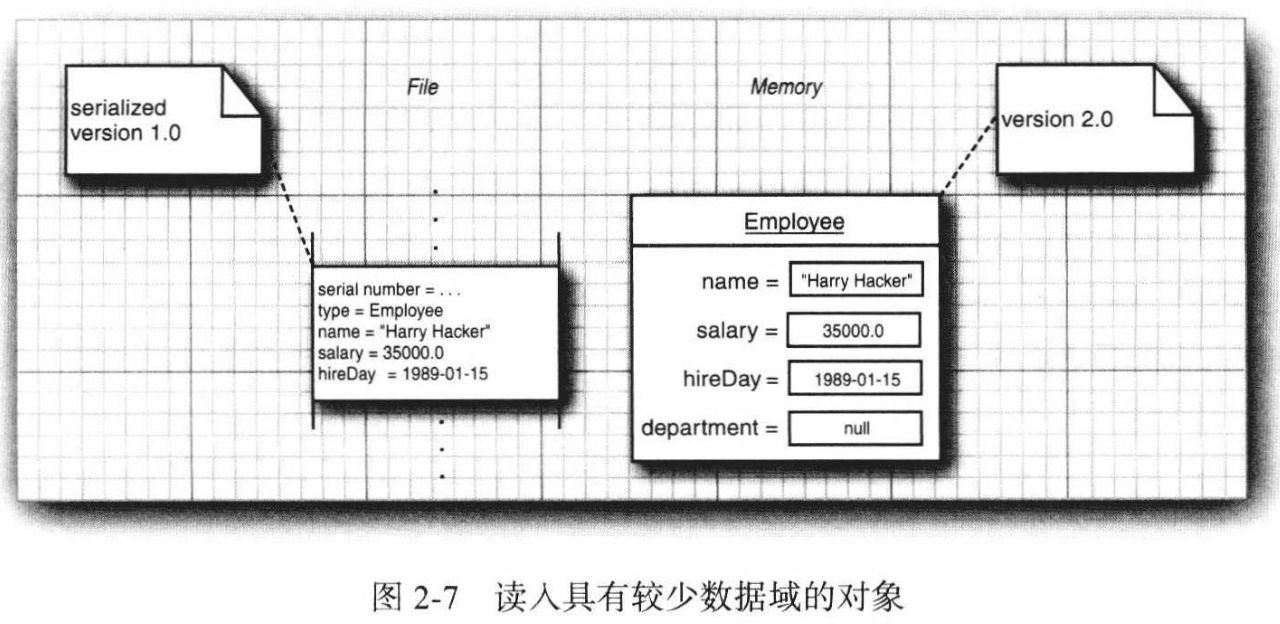 serialized
version 1.0
File
Memory
version 2.0
serial number = . . .
type = Employee
name = "Harry Hacker"
salary = 35000.0
hireDay = 1989-01-15
Employee
name = "Harry Hacker"
salary = 35000.0
hireDay = 1989-01-15
department = null
图 2-7 读入具有较少数据域的对象